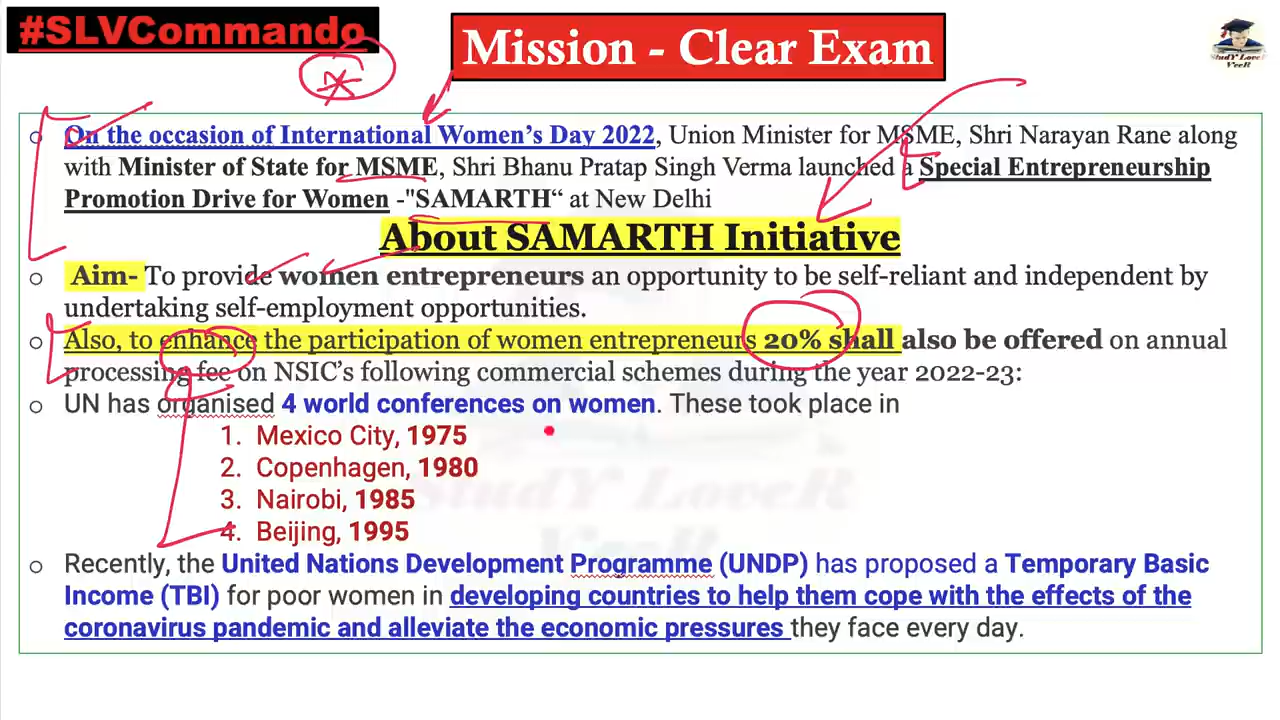 #SLVCommando
Mission - Clear Exam
StudY LoveR
VeeR
o On the occasion of International Women's Day 2022, Union Minister for MSME, Shri Narayan Rane along
with Minister of State for MSME, Shri Bhanu Pratap Singh Verma launched a Special Entrepreneurship
Promotion Drive for Women -"SAMARTH“ at New Delhi
About SAMARTH Initiative
o Aim- To provide women entrepreneurs an opportunity to be self-reliant and independent by
undertaking self-employment opportunities.
o Also, to enhance the participation of women entrepreneurs 20% shall also be offered on annual
processing fee on NSIC's following commercial schemes during the year 2022-23:
o UN has organised 4 world conferences on women. These took place in
1. Mexico City, 1975
2. Copenhagen, 1980
3. Nairobi, 1985
4. Beijing, 1995
StudY LoveR
VeeR
o Recently, the United Nations Development Programme (UNDP) has proposed a Temporary Basic
Income (TBI) for poor women in developing countries to help them cope with the effects of the
coronavirus pandemic and alleviate the economic pressures they face every day.